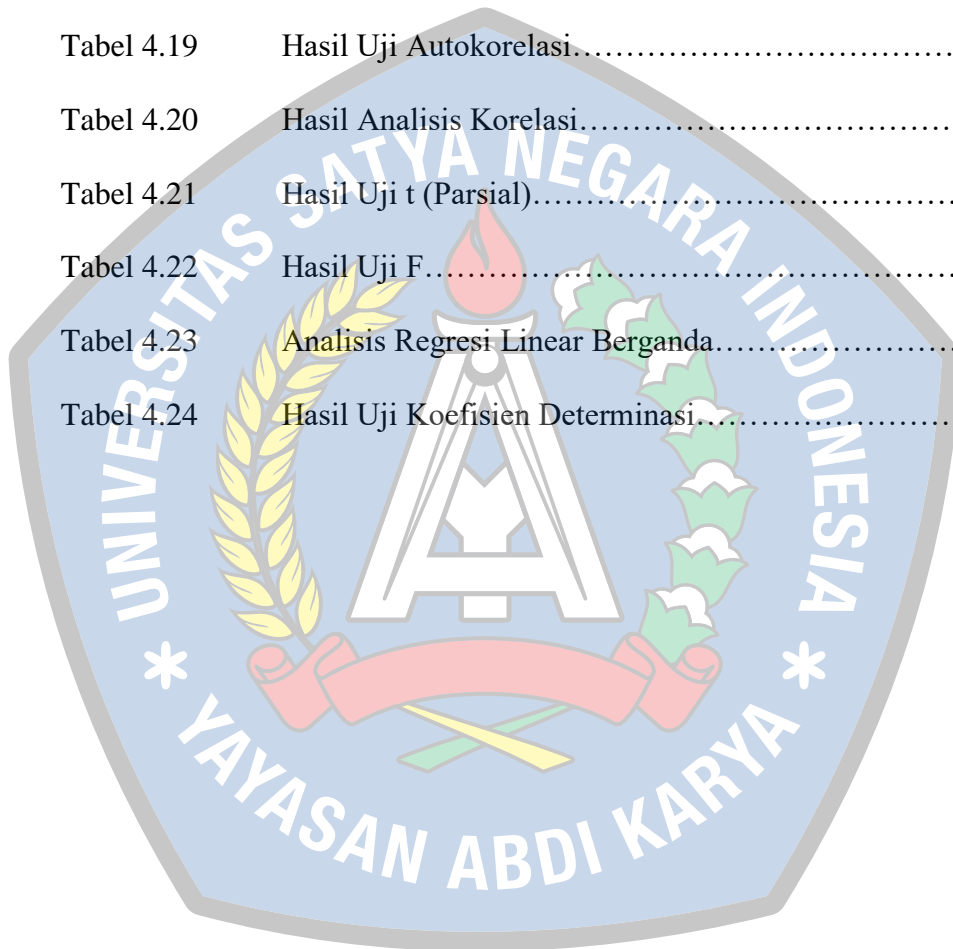 Tabel 4.19 Hasil Uji Autokorelasi……………………………….
Tabel 4.20 Hasil Analisis Korelasi……………………………….
Tabel 4.21 Hasil Uji t (Parsial)…………………………………….
Tabel 4.22 Hasil Uji F……………………………………………….
Tabel 4.23 Analisis Regresi Linear Berganda…………………….
Tabel 4.24 Hasil Uji Koefisien Determinasi……………………….
UNIVERSITAS SATYA NEGARA INDONESIA
* YAYASAN ABDI KARYA *